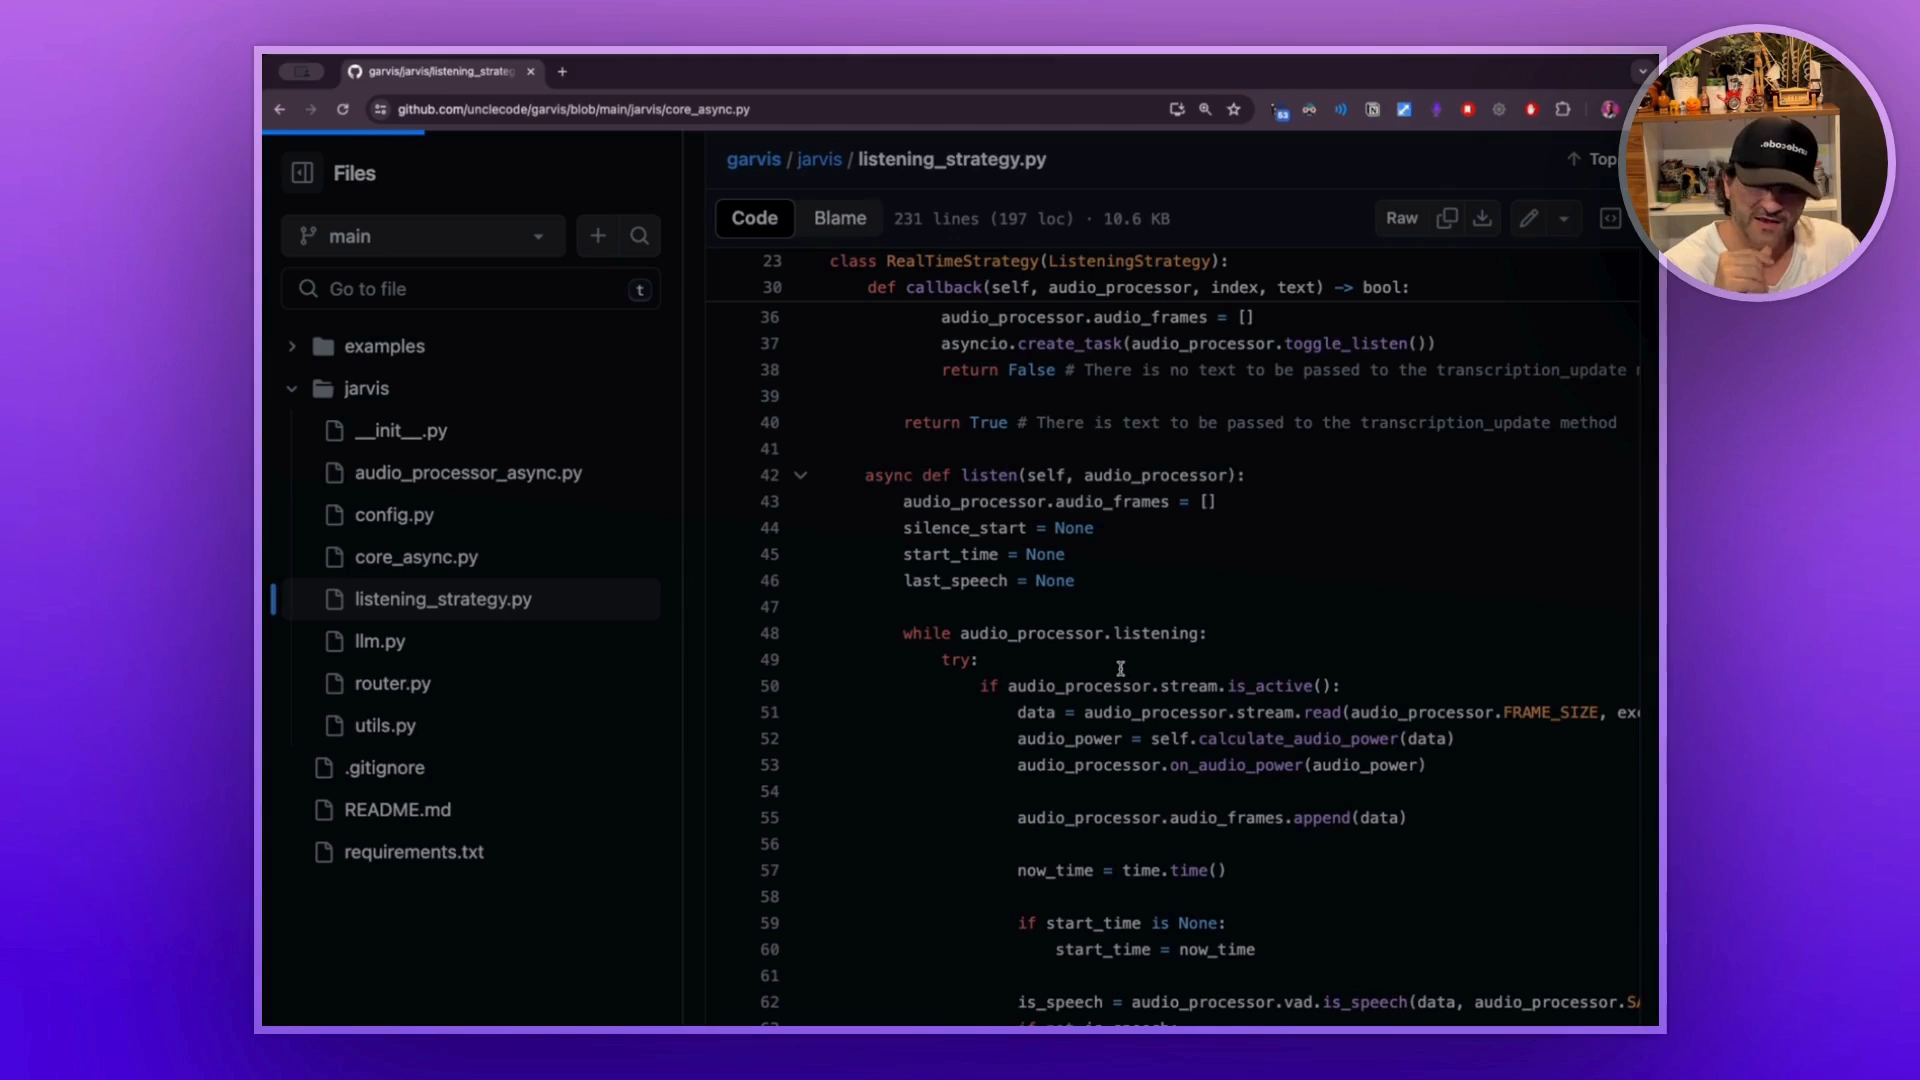 garvis/jarvis/listening_strateg
github.com/unclecode/garvis/blob/main/jarvis/core_async.py
63
Files
main
Go to file
t
examples
jarvis
__init__.py
audio_processor_async.py
config.py
core_async.py
listening_strategy.py
llm.py
router.py
utils.py
.gitignore
README.md
requirements.txt
garvis / jarvis / listening_strategy.py
Top
Code Blame 231 lines (197 loc) · 10.6 KB
Raw
23 class RealTimeStrategy(ListeningStrategy):
30 def callback(self, audio_processor, index, text) -> bool:
36 audio_processor.audio_frames = []
37 asyncio.create_task(audio_processor.toggle_listen())
38 return False # There is no text to be passed to the transcription_update
39
40 return True # There is text to be passed to the transcription_update method
41
42 async def listen(self, audio_processor):
43 audio_processor.audio_frames = []
44 silence_start = None
45 start_time = None
46 last_speech = None
47
48 while audio_processor.listening:
49 try:
50 if audio_processor.stream.is_active():
51 data = audio_processor.stream.read(audio_processor.FRAME_SIZE, exc
52 audio_power = self.calculate_audio_power(data)
53 audio_processor.on_audio_power(audio_power)
54
55 audio_processor.audio_frames.append(data)
56
57 now_time = time.time()
58
59 if start_time is None:
60 start_time = now_time
61
62 is_speech = audio_processor.vad.is_speech(data, audio_processor.SA